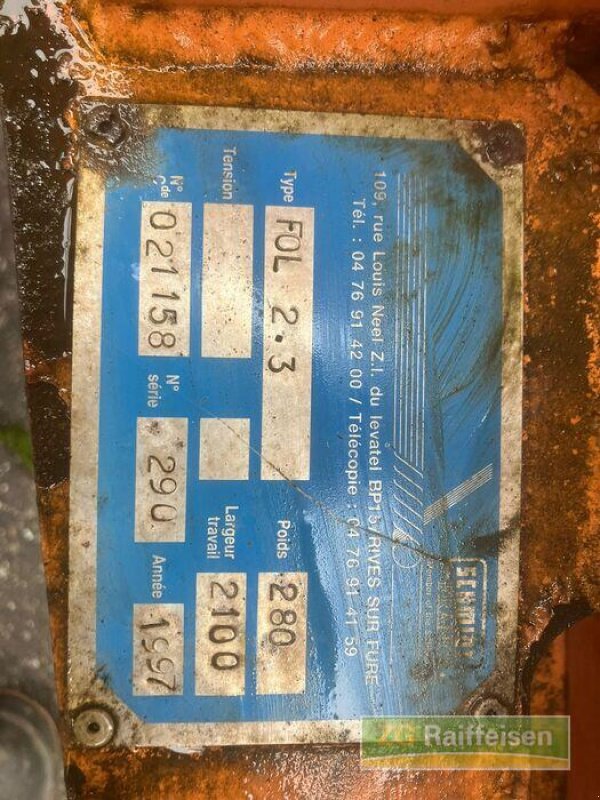 SCHMIDT
109, rue Louis Neel Z.I. du levatel BP157 RIVES SUR FURE
Tél. : 04 76 91 42 00 / Télécopie : 04 76 91 41 59
Type FOL 2.3 Poids 280
Tension Largeur travail 2100
N° Cde 021158 N° série 290 Année 1997
Raiffeisen